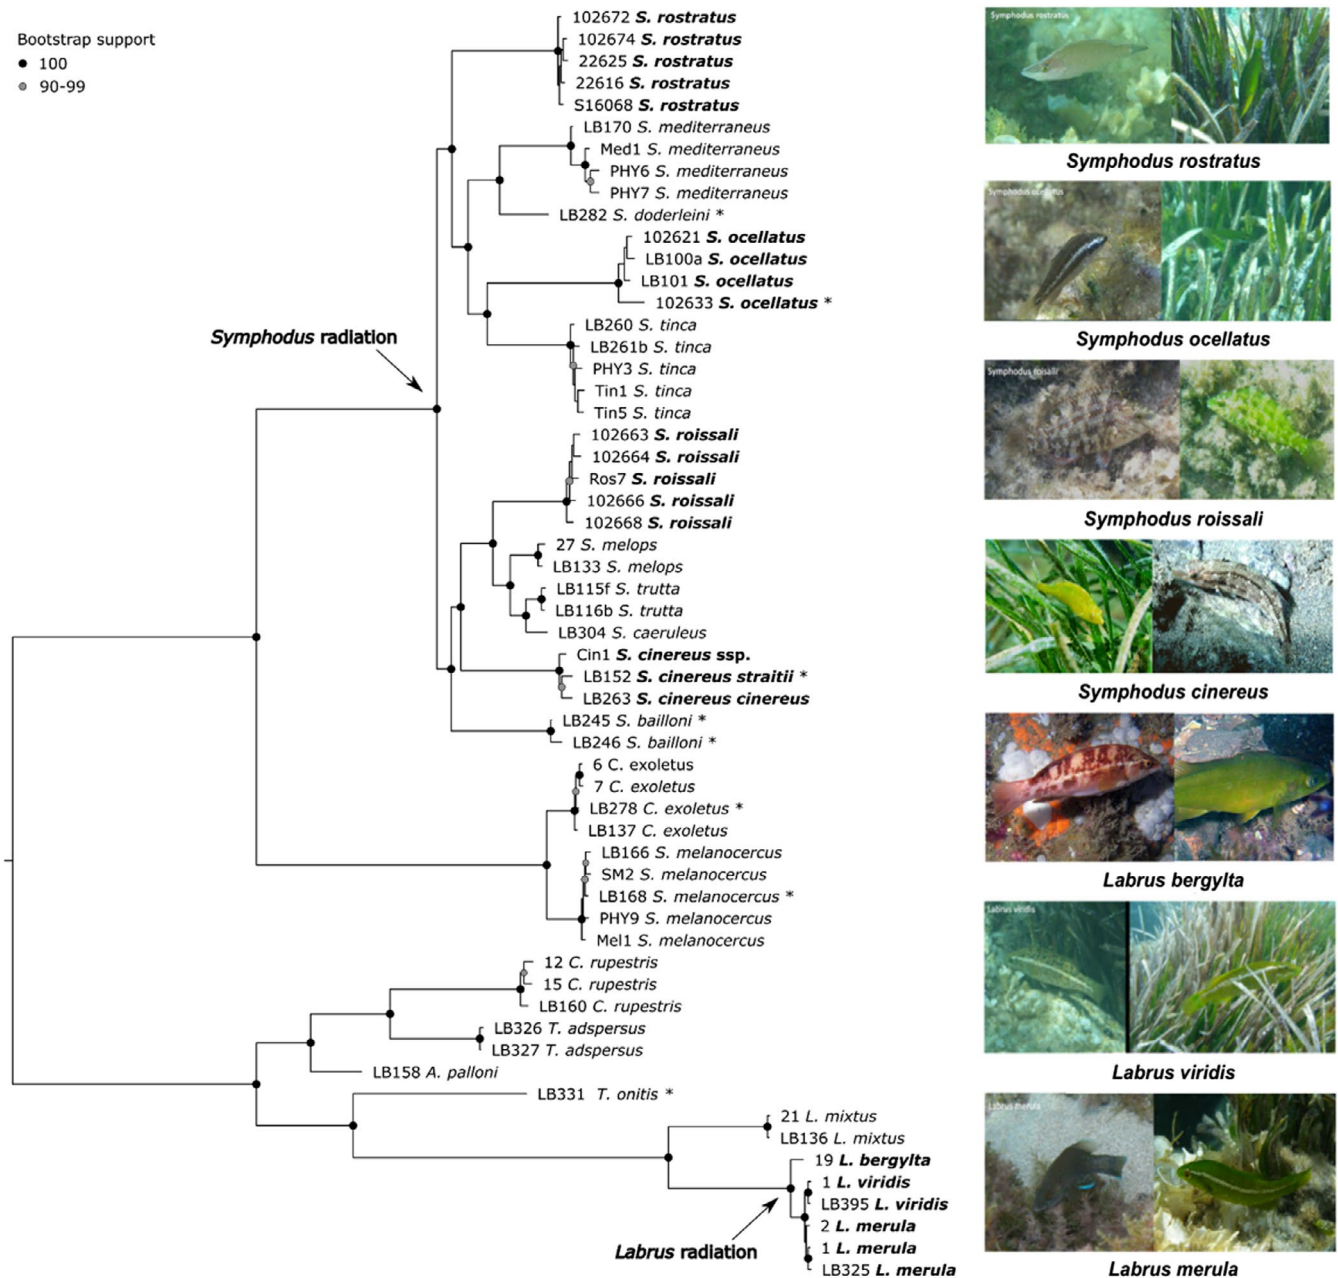 Bootstrap support
100
90-99
102672 S. rostratus
102674 S. rostratus
22625 S. rostratus
22616 S. rostratus
S16068 S. rostratus
LB170 S. mediterraneus
Med1 S. mediterraneus
PHY6 S. mediterraneus
PHY7 S. mediterraneus
LB282 S. doderleini *
102621 S. ocellatus
LB100a S. ocellatus
LB101 S. ocellatus
102633 S. ocellatus *
LB260 S. tinca
LB261b S. tinca
PHY3 S. tinca
Tin1 S. tinca
Tin5 S. tinca
Symphodus radiation
102663 S. roissali
102664 S. roissali
Ros7 S. roissali
102666 S. roissali
102668 S. roissali
27 S. melops
LB133 S. melops
LB115f S. trutta
LB116b S. trutta
LB304 S. caeruleus
Cin1 S. cinereus ssp.
LB152 S. cinereus straitii *
LB263 S. cinereus cinereus
LB245 S. bailloni *
LB246 S. bailloni *
6 C. exoletus
7 C. exoletus
LB278 C. exoletus *
LB137 C. exoletus
LB166 S. melanocercus
SM2 S. melanocercus
LB168 S. melanocercus *
PHY9 S. melanocercus
Mel1 S. melanocercus
12 C. rupestris
15 C. rupestris
LB160 C. rupestris
LB326 T. adspersus
LB327 T. adspersus
LB158 A. palloni
LB331 T. onitis *
21 L. mixtus
LB136 L. mixtus
19 L. bergylta
1 L. viridis
LB395 L. viridis
2 L. merula
1 L. merula
LB325 L. merula
Labrus radiation
Symphodus rostratus
Symphodus rostratus
Symphodus ocellatus
Symphodus ocellatus
Symphodus roisalli
Symphodus roissali
Symphodus cinereus
Labrus bergylta
Labrus viridis
Labrus viridis
Labrus merula
Labrus merula